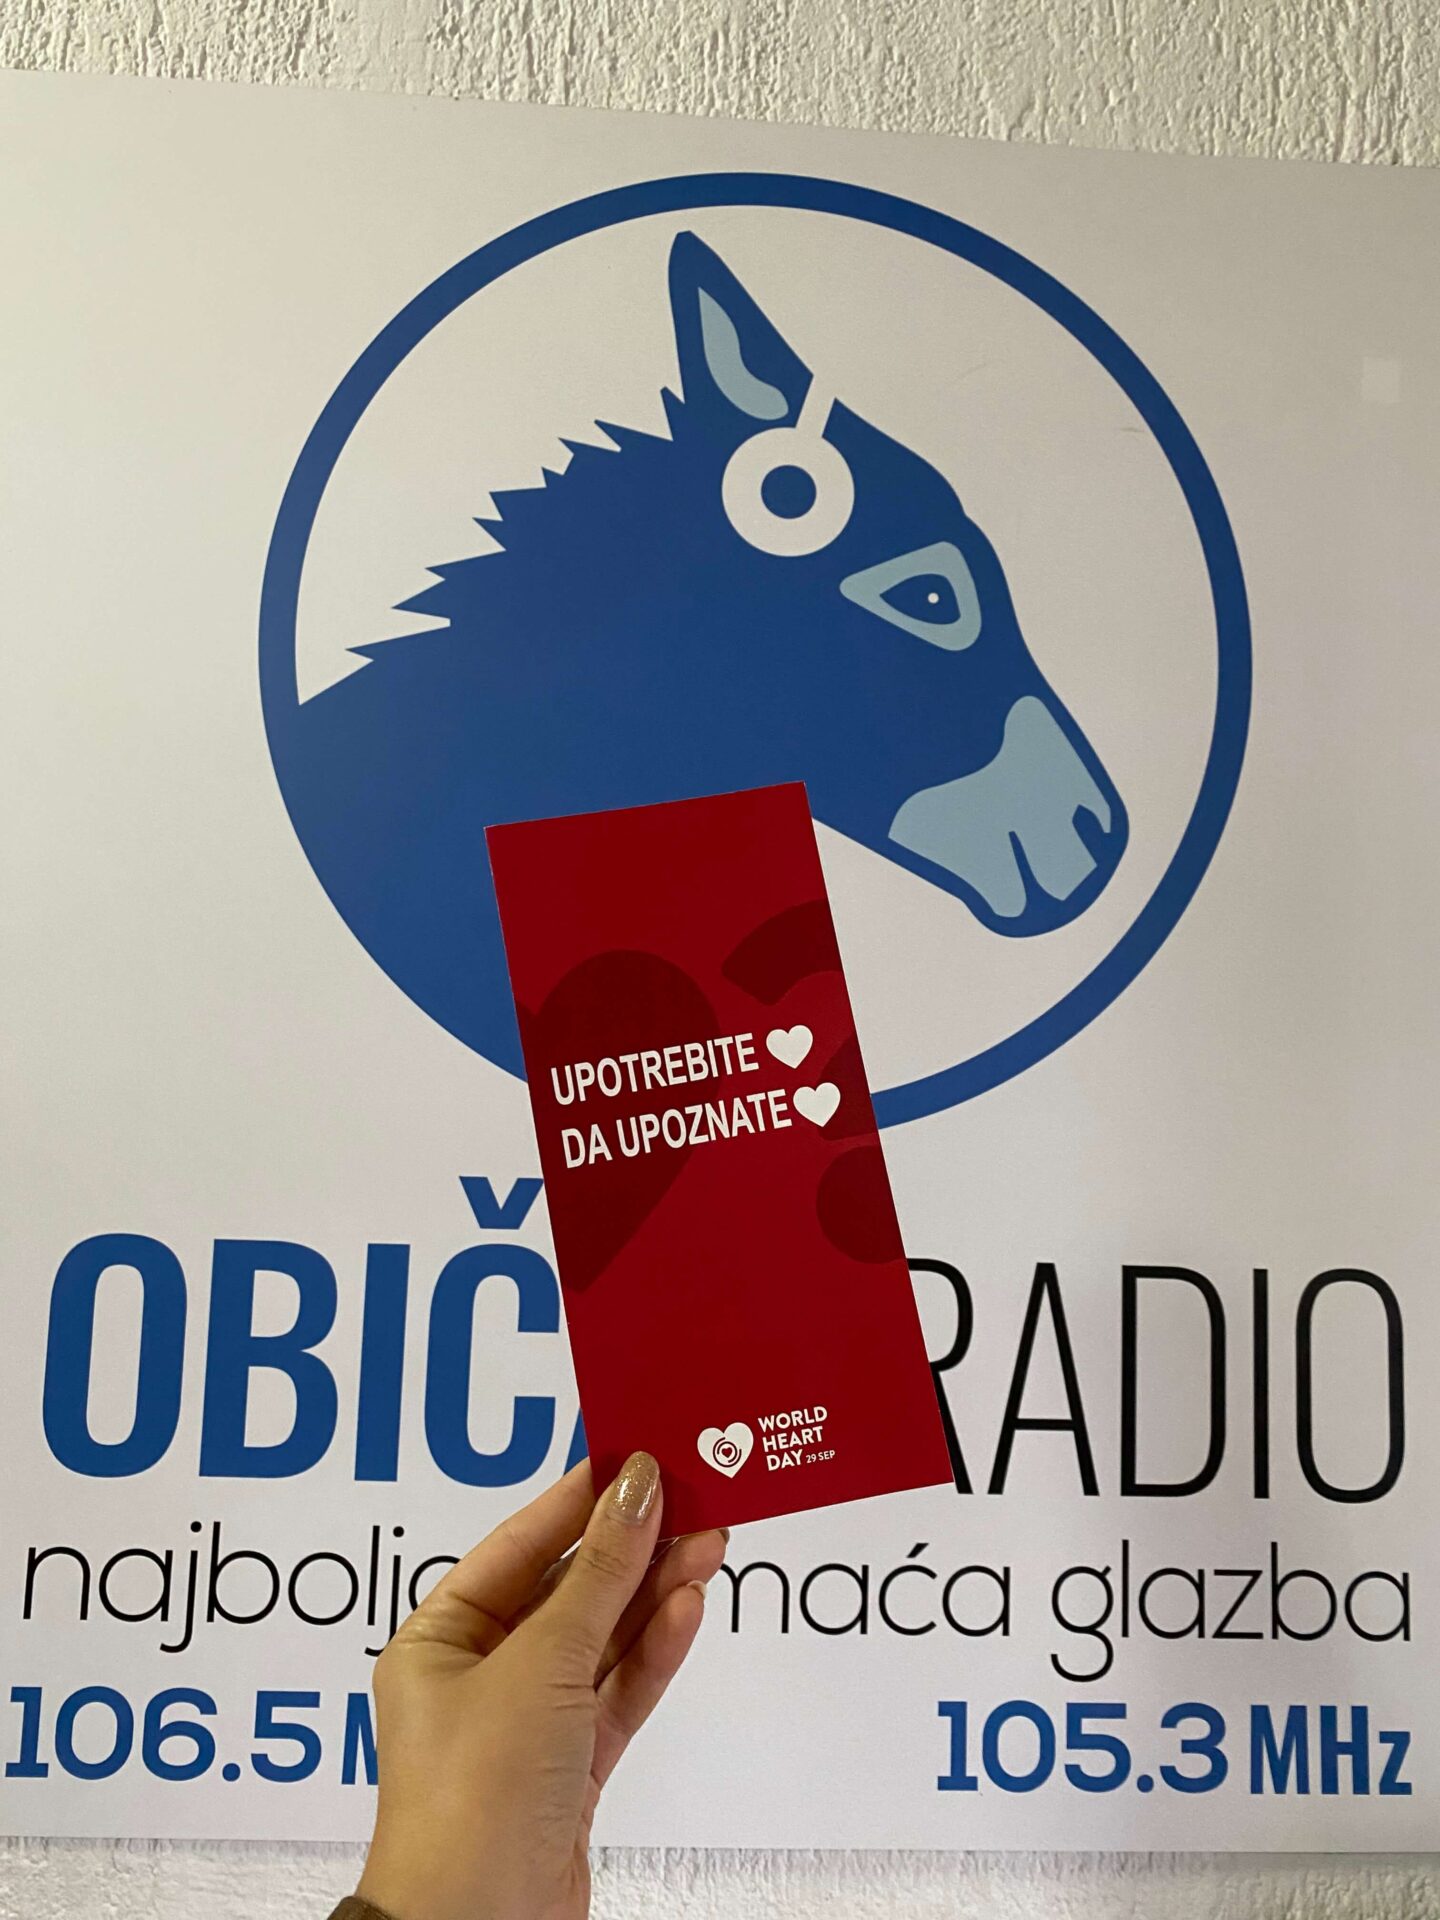 UPOTREBITE
DA UPOZNATE
WORLD
HEART
DAY 29 SEP
RADIO
glazba
106.5
105.3 MHz